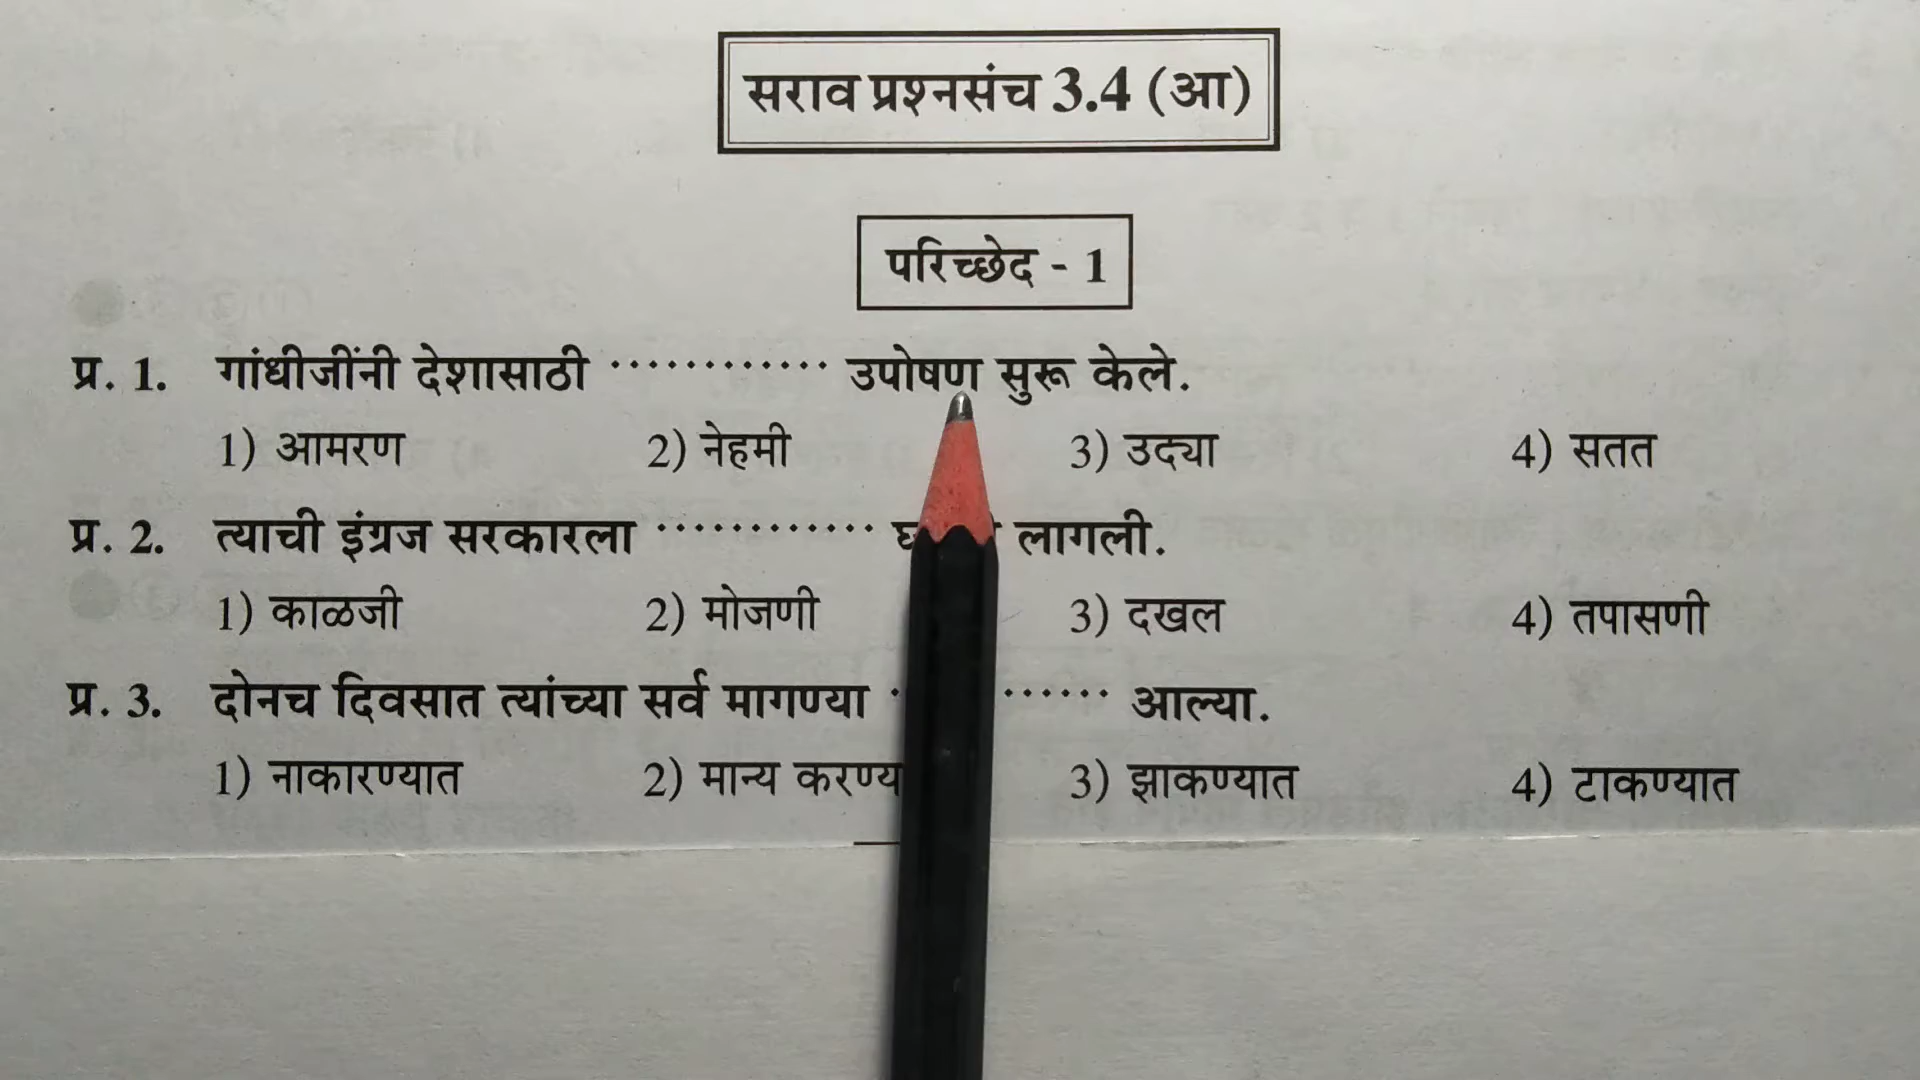 सराव प्रश्नसंच 3.4 (आ)
परिच्छेद - 1
प्र. 1. गांधीजींनी देशासाठी ············ उपोषण सुरू केले.
1) आमरण 2) नेहमी 3) उद्या 4) सतत
प्र. 2. त्याची इंग्रज सरकारला ············ लागली.
1) काळजी 2) मोजणी 3) दखल 4) तपासणी
प्र. 3. दोनच दिवसात त्यांच्या सर्व मागण्या ············ आल्या.
1) नाकारण्यात 2) मान्य 3) झाकण्यात 4) टाकण्यात